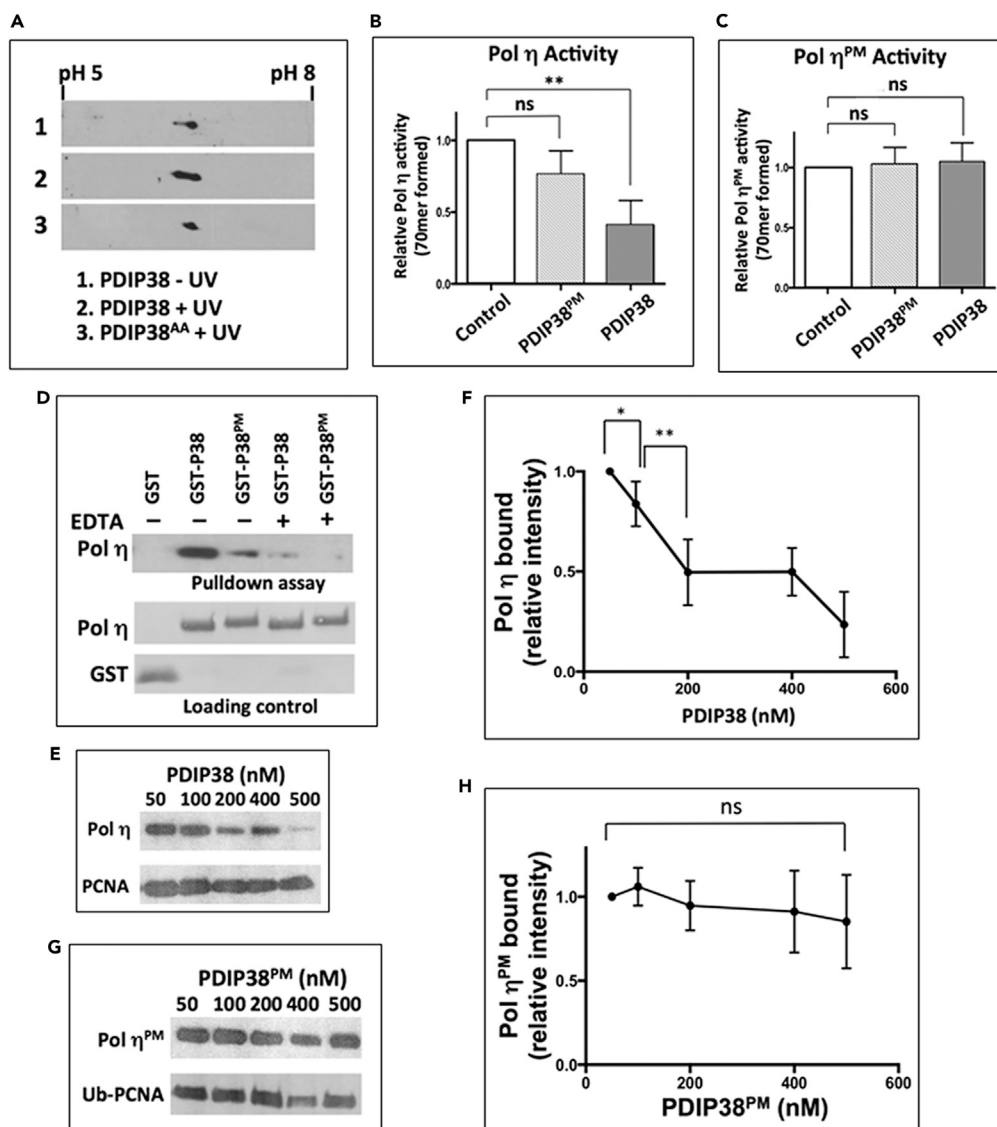 A
pH 5 pH 8
1
2
3
1. PDIP38 - UV
2. PDIP38 + UV
3. PDIP38^AA + UV
B
Pol η Activity
**
ns
Relative Pol η activity
(70mer formed)
1.0
0.5
0.0
Control
PDIP38^PM
PDIP38
C
Pol η^PM Activity
ns
ns
Relative Pol η^PM activity
(70mer formed)
1.0
0.5
0.0
Control
PDIP38^PM
PDIP38
D
GST
GST-P38
GST-P38^PM
GST-P38
GST-P38^PM
EDTA − − − + +
Pol η
Pulldown assay
Pol η
GST
Loading control
E
PDIP38 (nM)
50 100 200 400 500
Pol η
PCNA
F
*
**
Pol η bound
(relative intensity)
1.0
0.5
0.0
0 200 400 600
PDIP38 (nM)
G
PDIP38^PM (nM)
50 100 200 400 500
Pol η^PM
Ub-PCNA
H
ns
Pol η^PM bound
(relative intensity)
1.0
0.5
0.0
0 200 400 600
PDIP38^PM (nM)